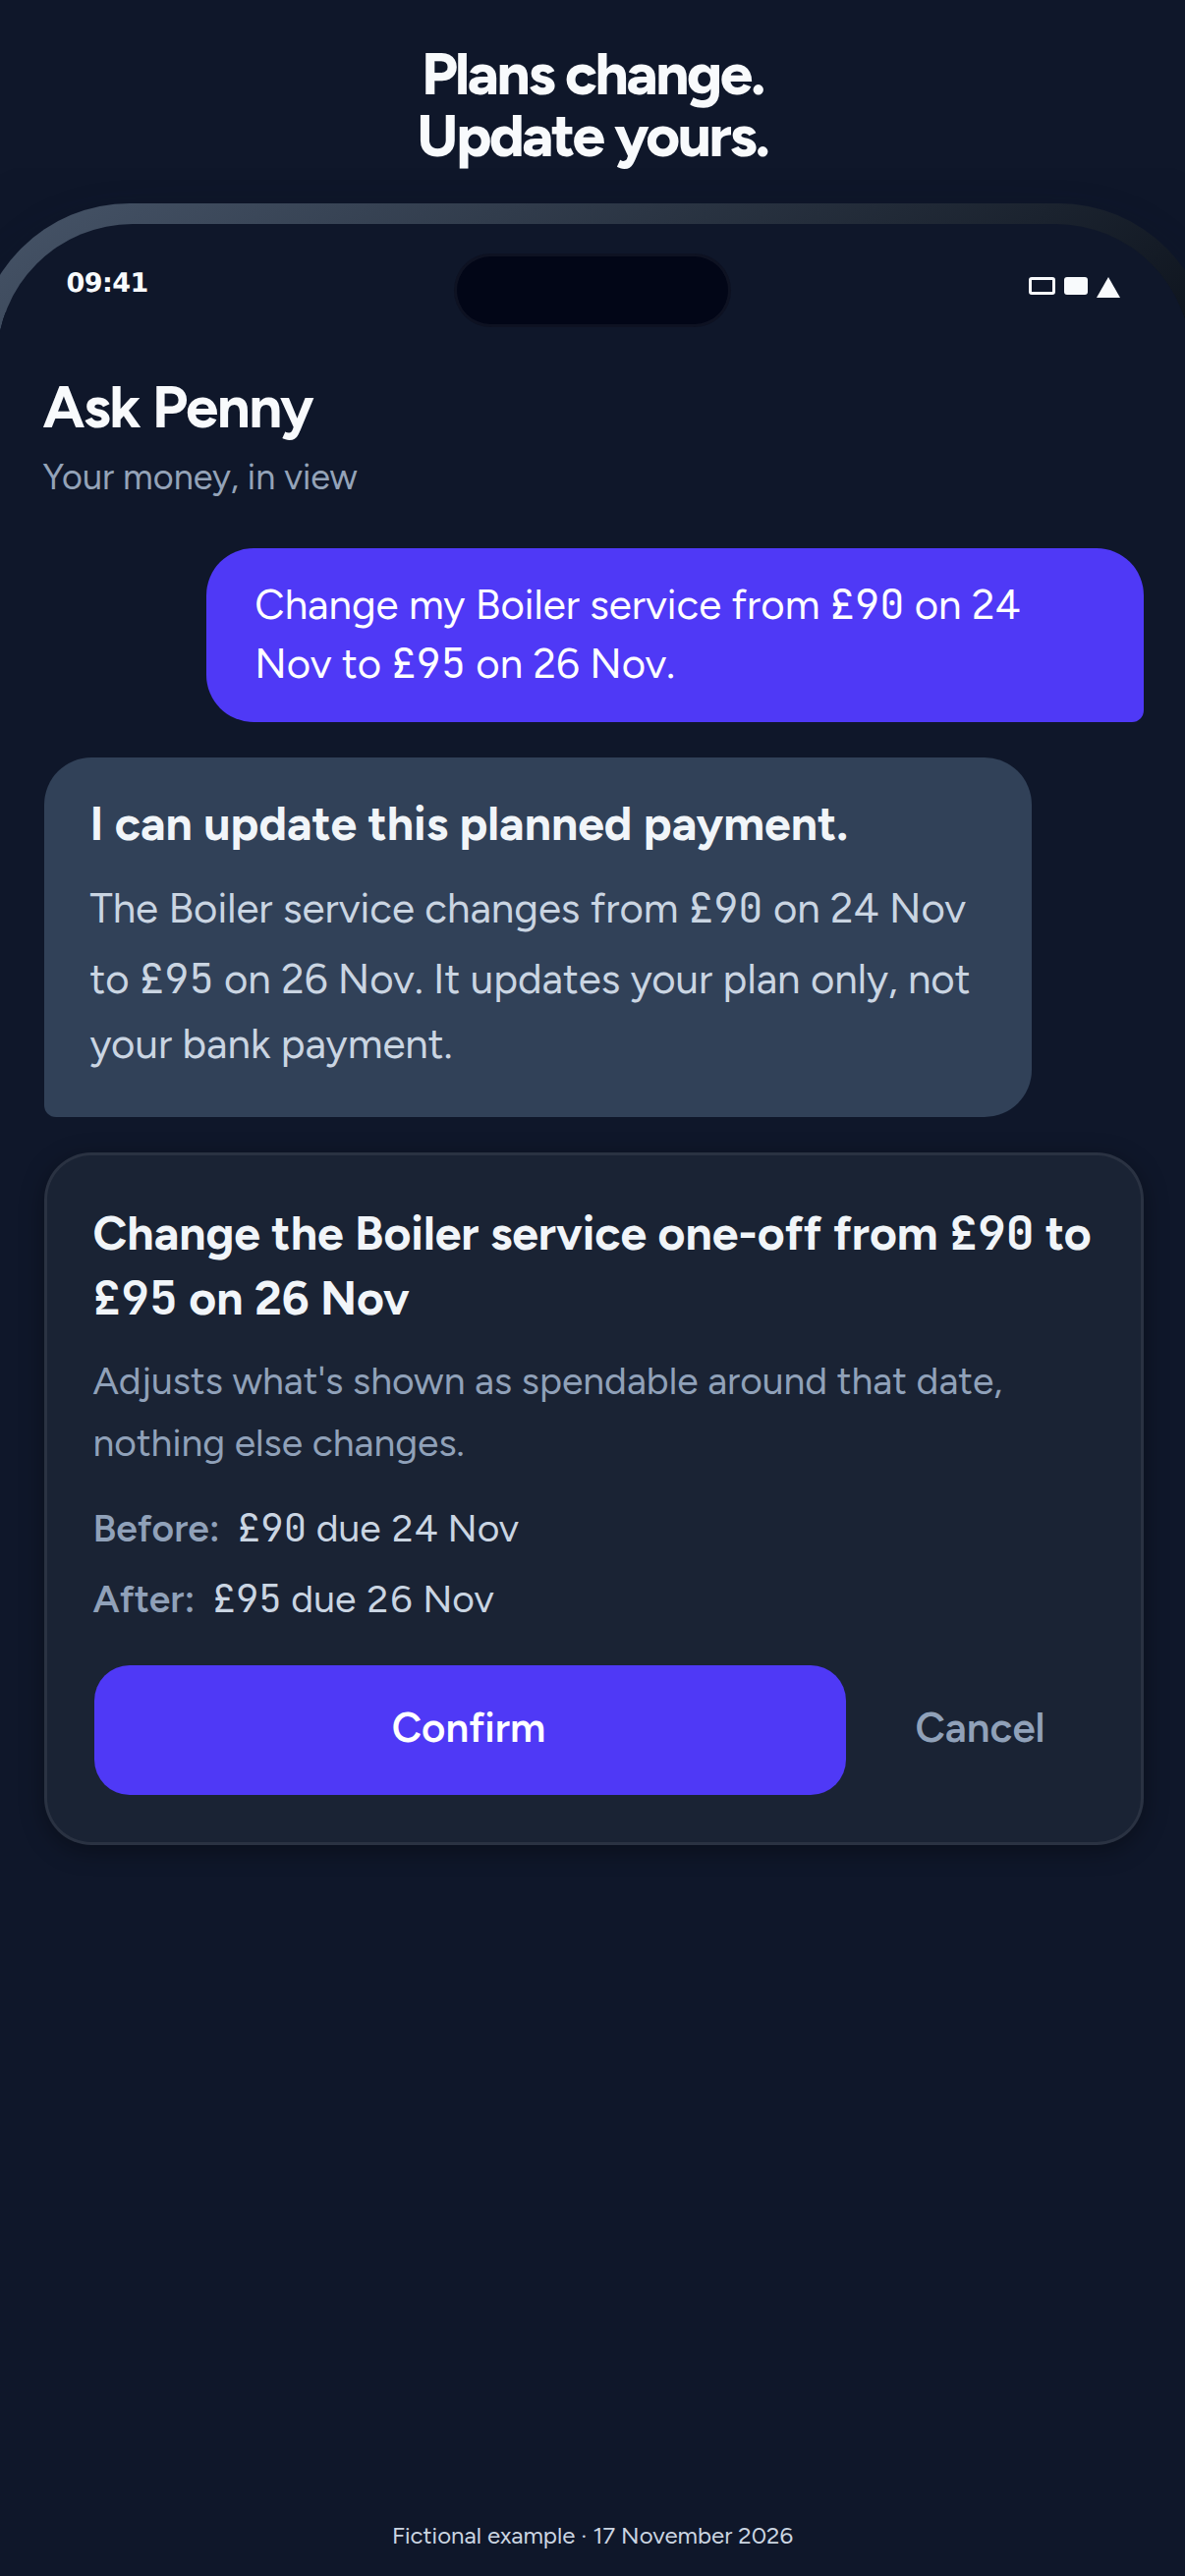 Plans change.
Update yours.
09:41
Ask Penny
Your money, in view
Change my Boiler service from £90 on 24
Nov to £95 on 26 Nov.
I can update this planned payment.
The Boiler service changes from £90 on 24 Nov
to £95 on 26 Nov. It updates your plan only, not
your bank payment.
Change the Boiler service one-off from £90 to
£95 on 26 Nov
Adjusts what's shown as spendable around that date,
nothing else changes.
Before: £90 due 24 Nov
After: £95 due 26 Nov
Confirm Cancel
Fictional example · 17 November 2026